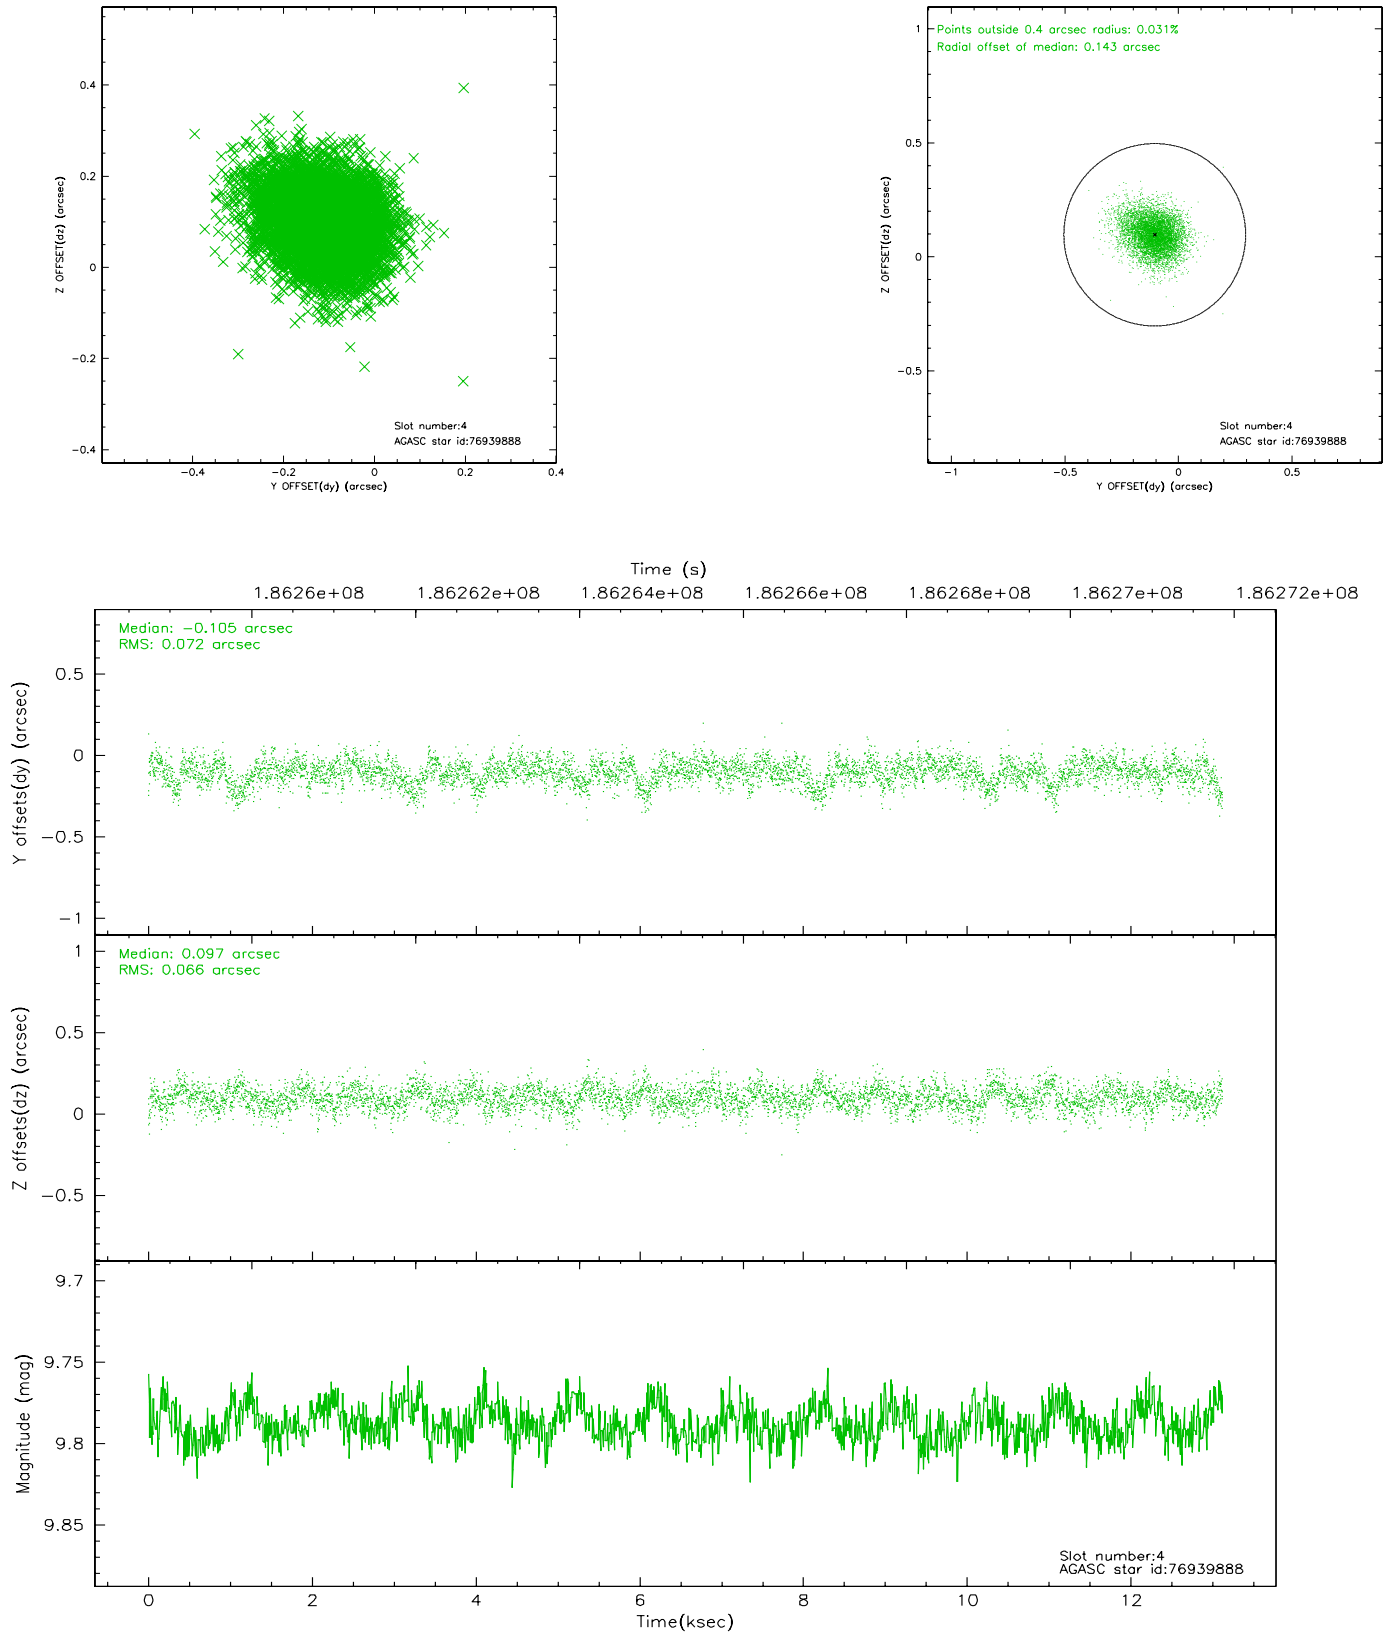 Points outside 0.4 arcsec radius: 0.031%
Radial offset of median: 0.143 arcsec
Z OFFSET(dz) (arcsec)
0.4
0.2
0
−0.2
−0.4
Slot number:4
AGASC star id:76939888
−0.4
−0.2
0
0.2
0.4
Y OFFSET(dy) (arcsec)
Z OFFSET(dz) (arcsec)
1
0.5
0
−0.5
Slot number:4
AGASC star id:76939888
−1
−0.5
0
0.5
Y OFFSET(dy) (arcsec)
Time (s)
1.8626e+08
1.86262e+08
1.86264e+08
1.86266e+08
1.86268e+08
1.8627e+08
1.86272e+08
Median: −0.105 arcsec
RMS: 0.072 arcsec
Y offsets(dy) (arcsec)
0.5
0
−0.5
−1
Median: 0.097 arcsec
RMS: 0.066 arcsec
Z offsets(dz) (arcsec)
1
0.5
0
−0.5
Magnitude (mag)
9.7
9.75
9.8
9.85
Slot number:4
AGASC star id:76939888
0
2
4
6
8
10
12
Time(ksec)